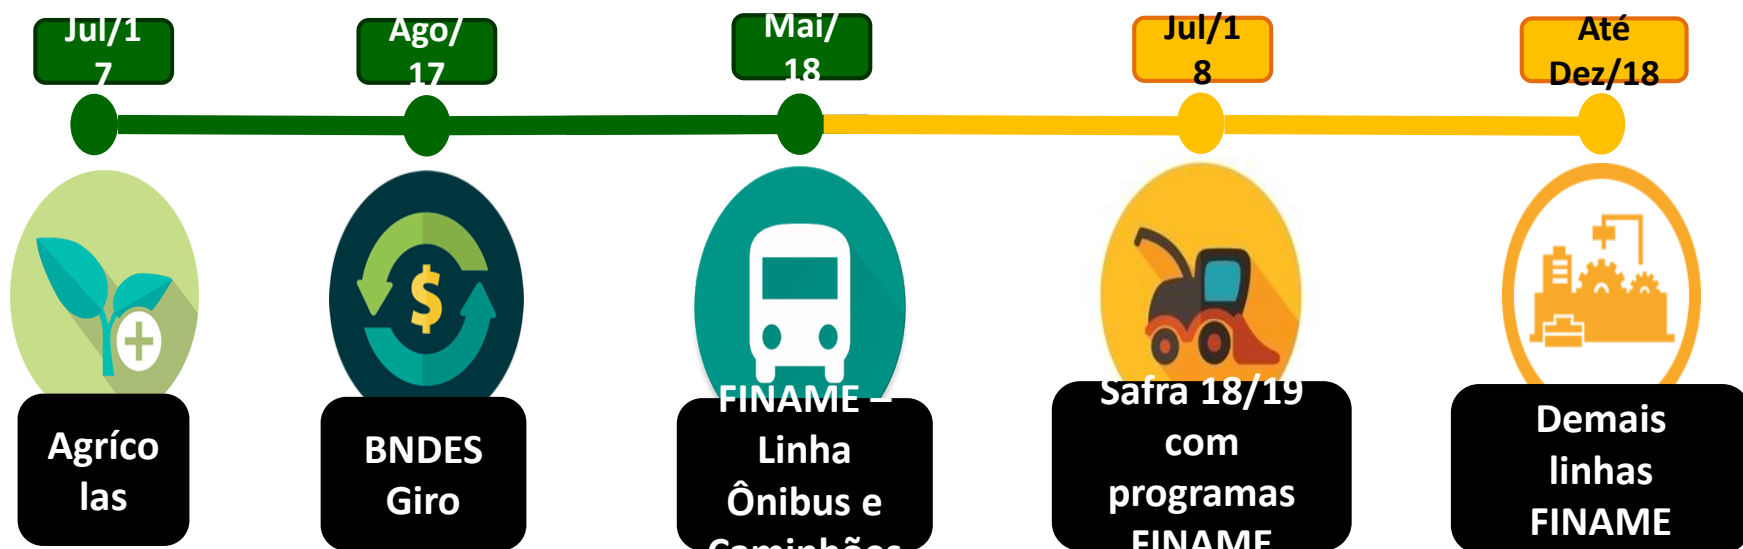 Jul/1
7
Ago/
17
Mai/
18
Jul/1
8
Até
Dez/18
$
Agríco
las
BNDES
Giro
FINAME –
Linha
Ônibus e
Caminhões
Safra 18/19
com
programas
FINAME
Demais
linhas
FINAME